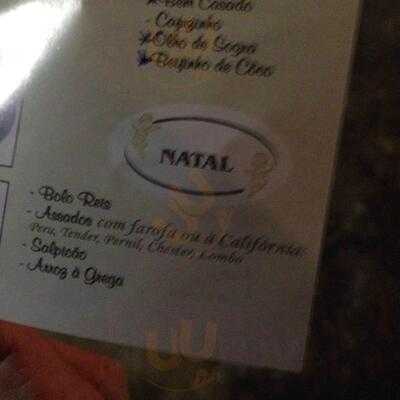 Bem Casado
- Cajuzinho
Olho de Sogra
Beijinho de Côco
NATAL
- Bolo Reis
- Assados com farofa ou à Califórnia:
Peru, Tender, Pernil, Chester, Lombo
- Salpicão
- Arroz à Grega